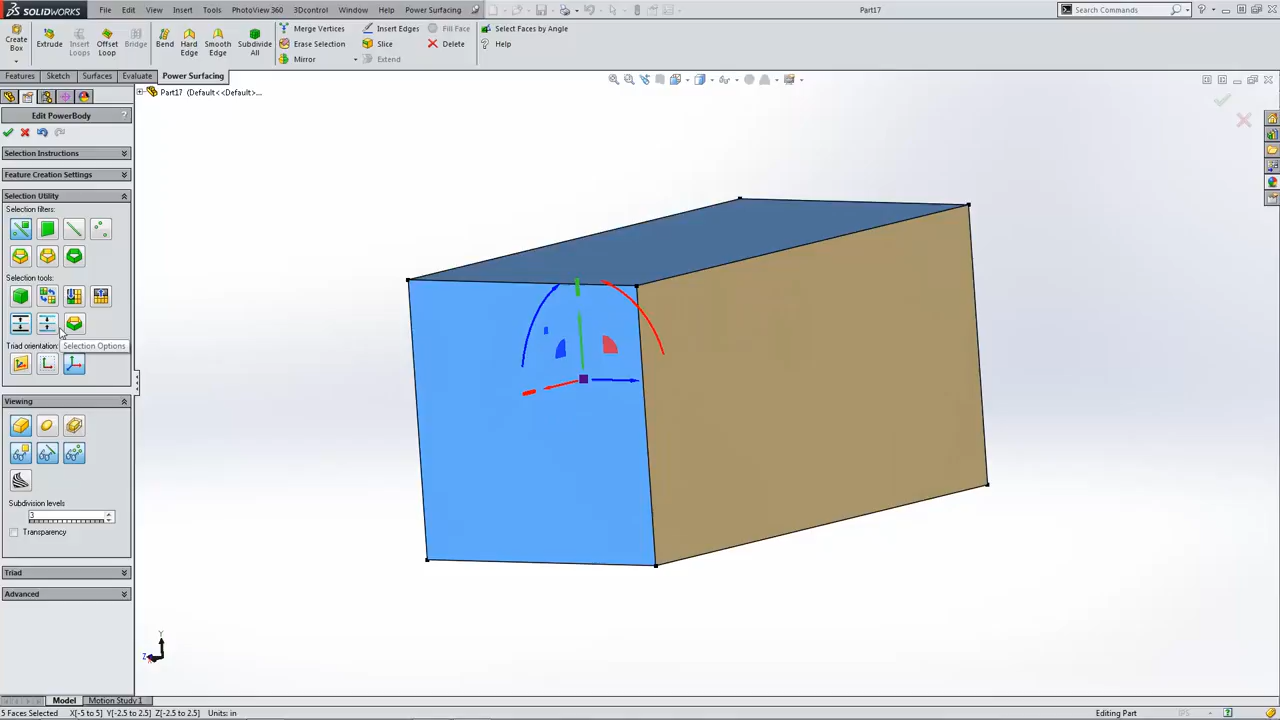 SOLIDWORKS File Edit View Insert Tools PhotoView 360 3Dcontrol Window Help Power Surfacing Part17 Search Commands
Create Box Extrude Insert Loops Offset Loop Bridge Bend Hard Edge Smooth Edge Subdivide All
Merge Vertices Insert Edges Fill Face Select Faces by Angle
Erase Selection Slice Delete Help
Mirror Extend
Features Sketch Surfaces Evaluate Power Surfacing
Part17 (Default<<Default>...
Edit PowerBody ?
Selection Instructions
Feature Creation Settings
Selection Utility
Selection filters:
Selection tools:
Selection Options
Triad orientation:
Viewing
Subdivision levels
3
Transparency
Triad
Advanced
Y
Z
Model Motion Study 1
5 Faces Selected X[-5 to 5] Y[-2.5 to 2.5] Z[-2.5 to 2.5] Units: in Editing Part